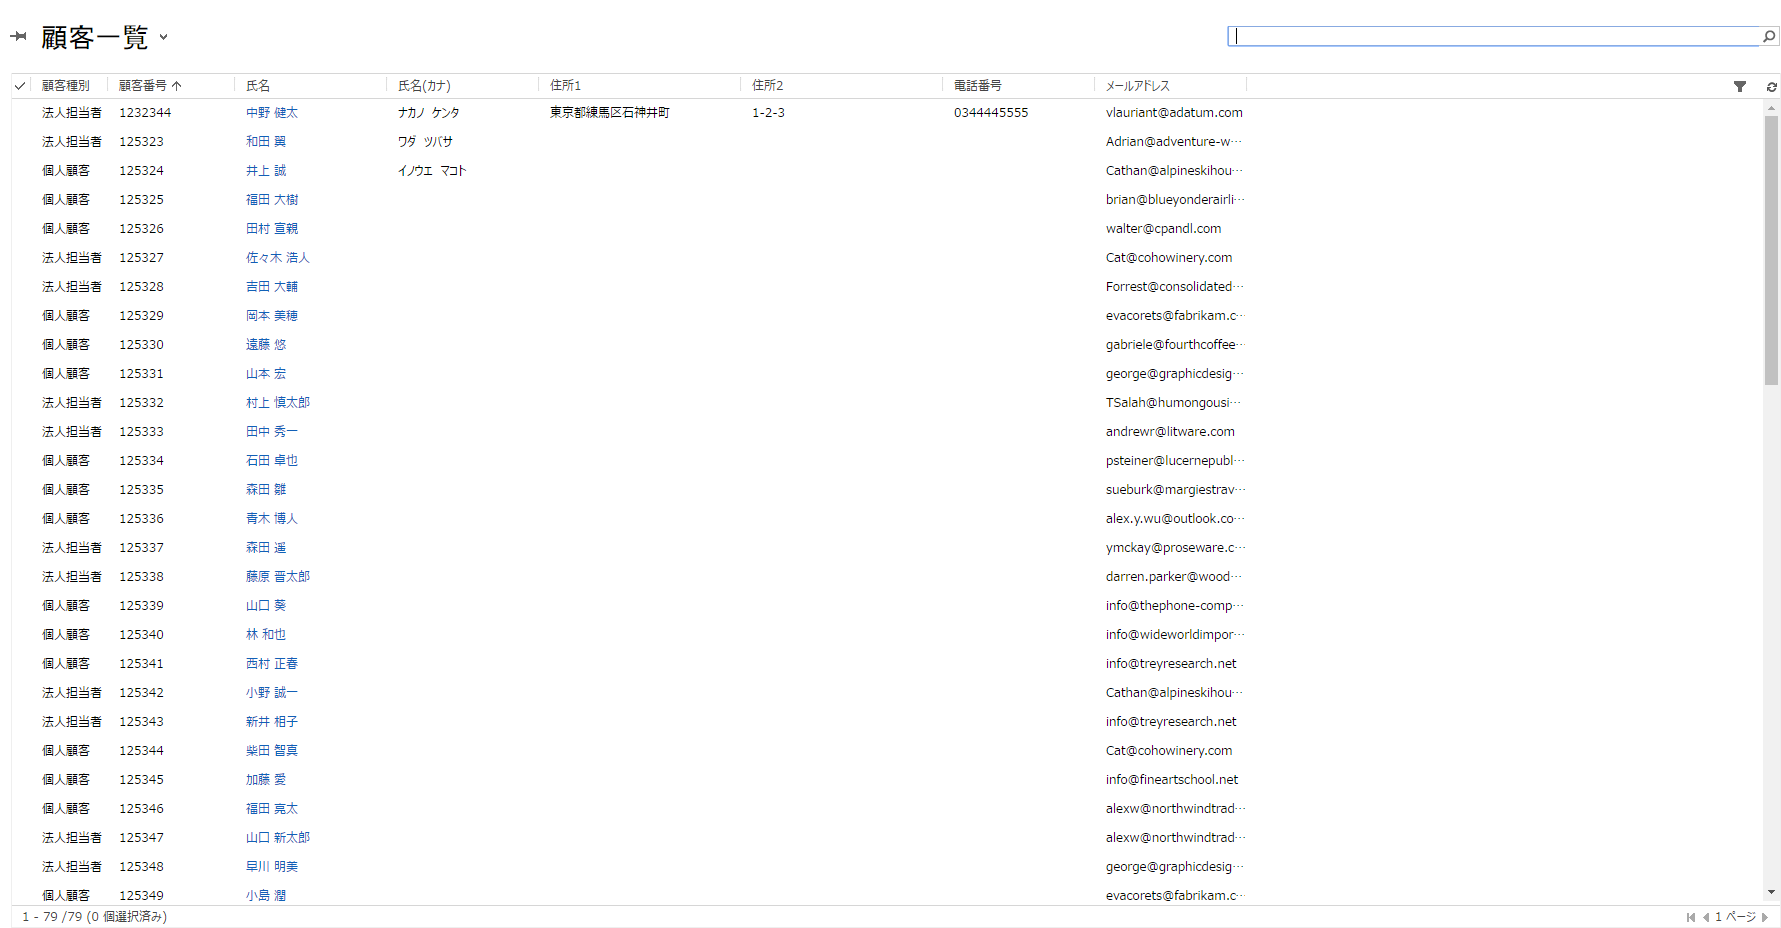 顧客一覧
顧客種別 顧客番号 氏名 氏名(カナ) 住所1 住所2 電話番号 メールアドレス
法人担当者 1232344 中野 健太 ナカノ ケンタ 東京都練馬区石神井町 1-2-3 0344445555 vlauriant@adatum.com
法人担当者 125323 和田 翼 ワダ ツバサ Adrian@adventure-w…
個人顧客 125324 井上 誠 イノウエ マコト Cathan@alpineskihou…
個人顧客 125325 福田 大樹 brian@blueyonderairli…
個人顧客 125326 田村 宣親 walter@cpandl.com
法人担当者 125327 佐々木 浩人 Cat@cohowinery.com
法人担当者 125328 吉田 大輔 Forrest@consolidated…
個人顧客 125329 岡本 美穂 evacorets@fabrikam.c…
個人顧客 125330 遠藤 悠 gabriele@fourthcoffee…
個人顧客 125331 山本 宏 george@graphicdesig…
法人担当者 125332 村上 慎太郎 TSalah@humongousi…
法人担当者 125333 田中 秀一 andrewr@litware.com
個人顧客 125334 石田 卓也 psteiner@lucernepubl…
個人顧客 125335 森田 雛 sueburk@margiestrav…
個人顧客 125336 青木 博人 alex.y.wu@outlook.co…
法人担当者 125337 森田 遥 ymckay@proseware.c…
法人担当者 125338 藤原 晋太郎 darren.parker@wood…
個人顧客 125339 山口 葵 info@thephone-comp…
個人顧客 125340 林 和也 info@wideworldimpor…
個人顧客 125341 西村 正春 info@treyresearch.net
法人担当者 125342 小野 誠一 Cathan@alpineskihou…
法人担当者 125343 新井 相子 info@treyresearch.net
個人顧客 125344 柴田 智真 Cat@cohowinery.com
個人顧客 125345 加藤 愛 info@fineartschool.net
個人顧客 125346 福田 亮太 alexw@northwindtrad…
法人担当者 125347 山口 新太郎 alexw@northwindtrad…
法人担当者 125348 早川 明美 george@graphicdesig…
個人顧客 125349 小島 潤 evacorets@fabrikam.c…
1 - 79 /79 (0 個選択済み) 1 ページ